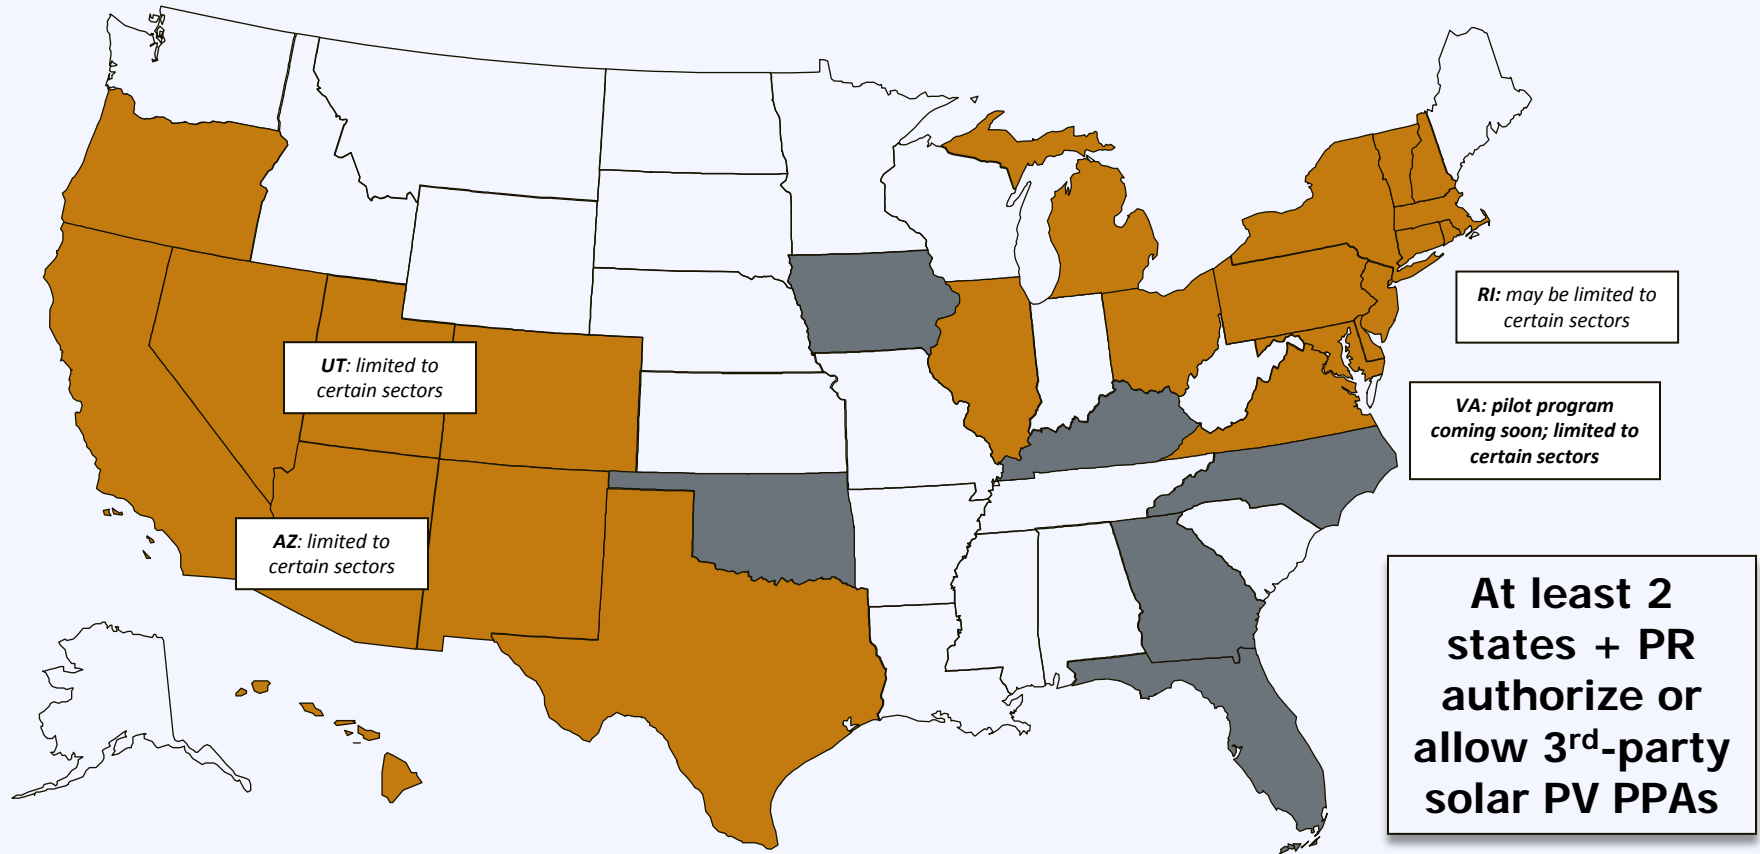 UT: limited to
certain sectors
AZ: limited to
certain sectors
RI: may be limited to
certain sectors
VA: pilot program
coming soon; limited to
certain sectors
At least 2
states + PR
authorize or
allow 3rd-party
solar PV PPAs